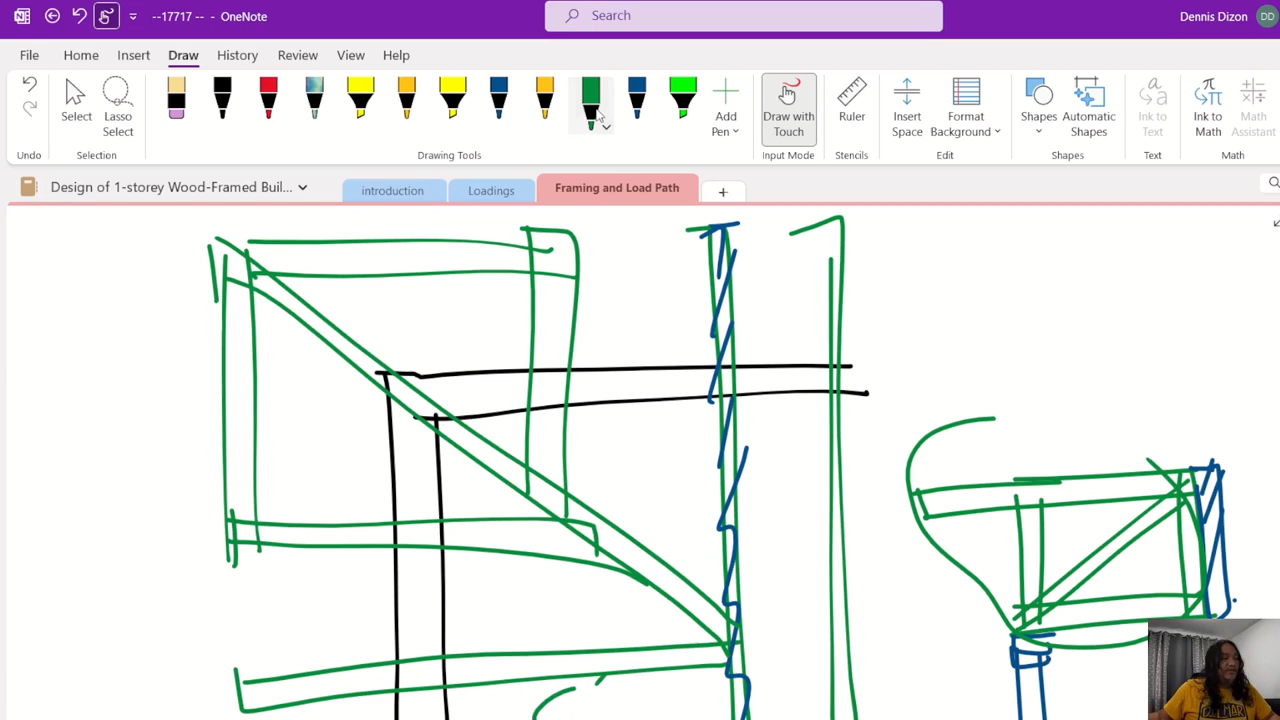 --17717 -- - OneNote
Search
Dennis Dizon
DD
File Home Insert Draw History Review View Help
Undo
Select
Lasso Select
Selection
Drawing Tools
Add Pen
Draw with Touch
Input Mode
Ruler
Stencils
Insert Space
Format Background
Edit
Shapes
Automatic Shapes
Shapes
Ink to Text
Text
Ink to Math
Math Assistant
Math
Design of 1-storey Wood-Framed Buil...
introduction
Loadings
Framing and Load Path